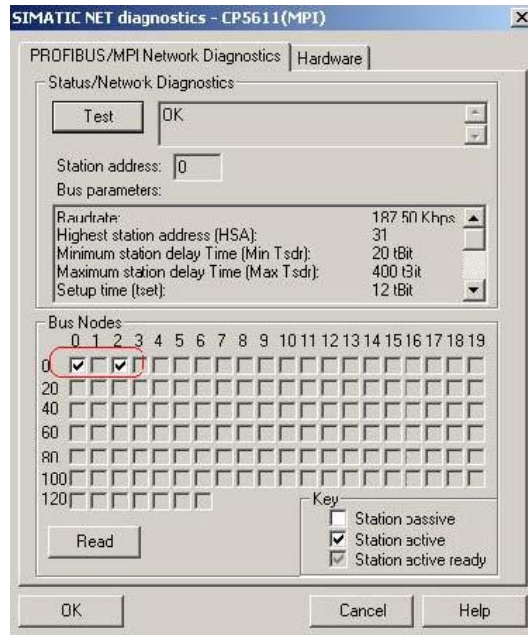 SIMATIC NET diagnostics - CP5611(MPI)
PROFIBUS/MPI Network Diagnostics
Hardware
Status/Network Diagnostics
Test
OK
Station address: 0
Bus parameters:
Baudrate: 187.50 Kbps
Highest station address (HSA): 31
Minimum station delay Time (Min Tsdr): 20 tBit
Maximum station delay Time (Max Tsdr): 400 tBit
Setup time (tset): 12 tBit
Bus Nodes
0 1 2 3 4 5 6 7 8 9 10 11 12 13 14 15 16 17 18 19
0
20
40
60
80
100
120
Key
Station passive
Station active
Station active ready
Read
OK
Cancel
Help